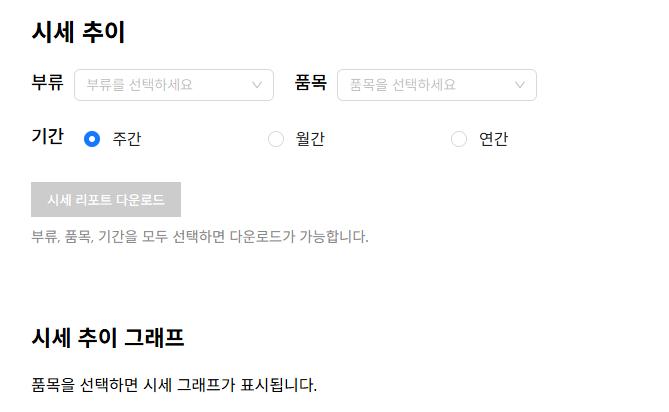 시세 추이
부류 부류를 선택하세요 품목 품목을 선택하세요
기간 주간 월간 연간
시세 리포트 다운로드
부류, 품목, 기간을 모두 선택하면 다운로드가 가능합니다.
시세 추이 그래프
품목을 선택하면 시세 그래프가 표시됩니다.